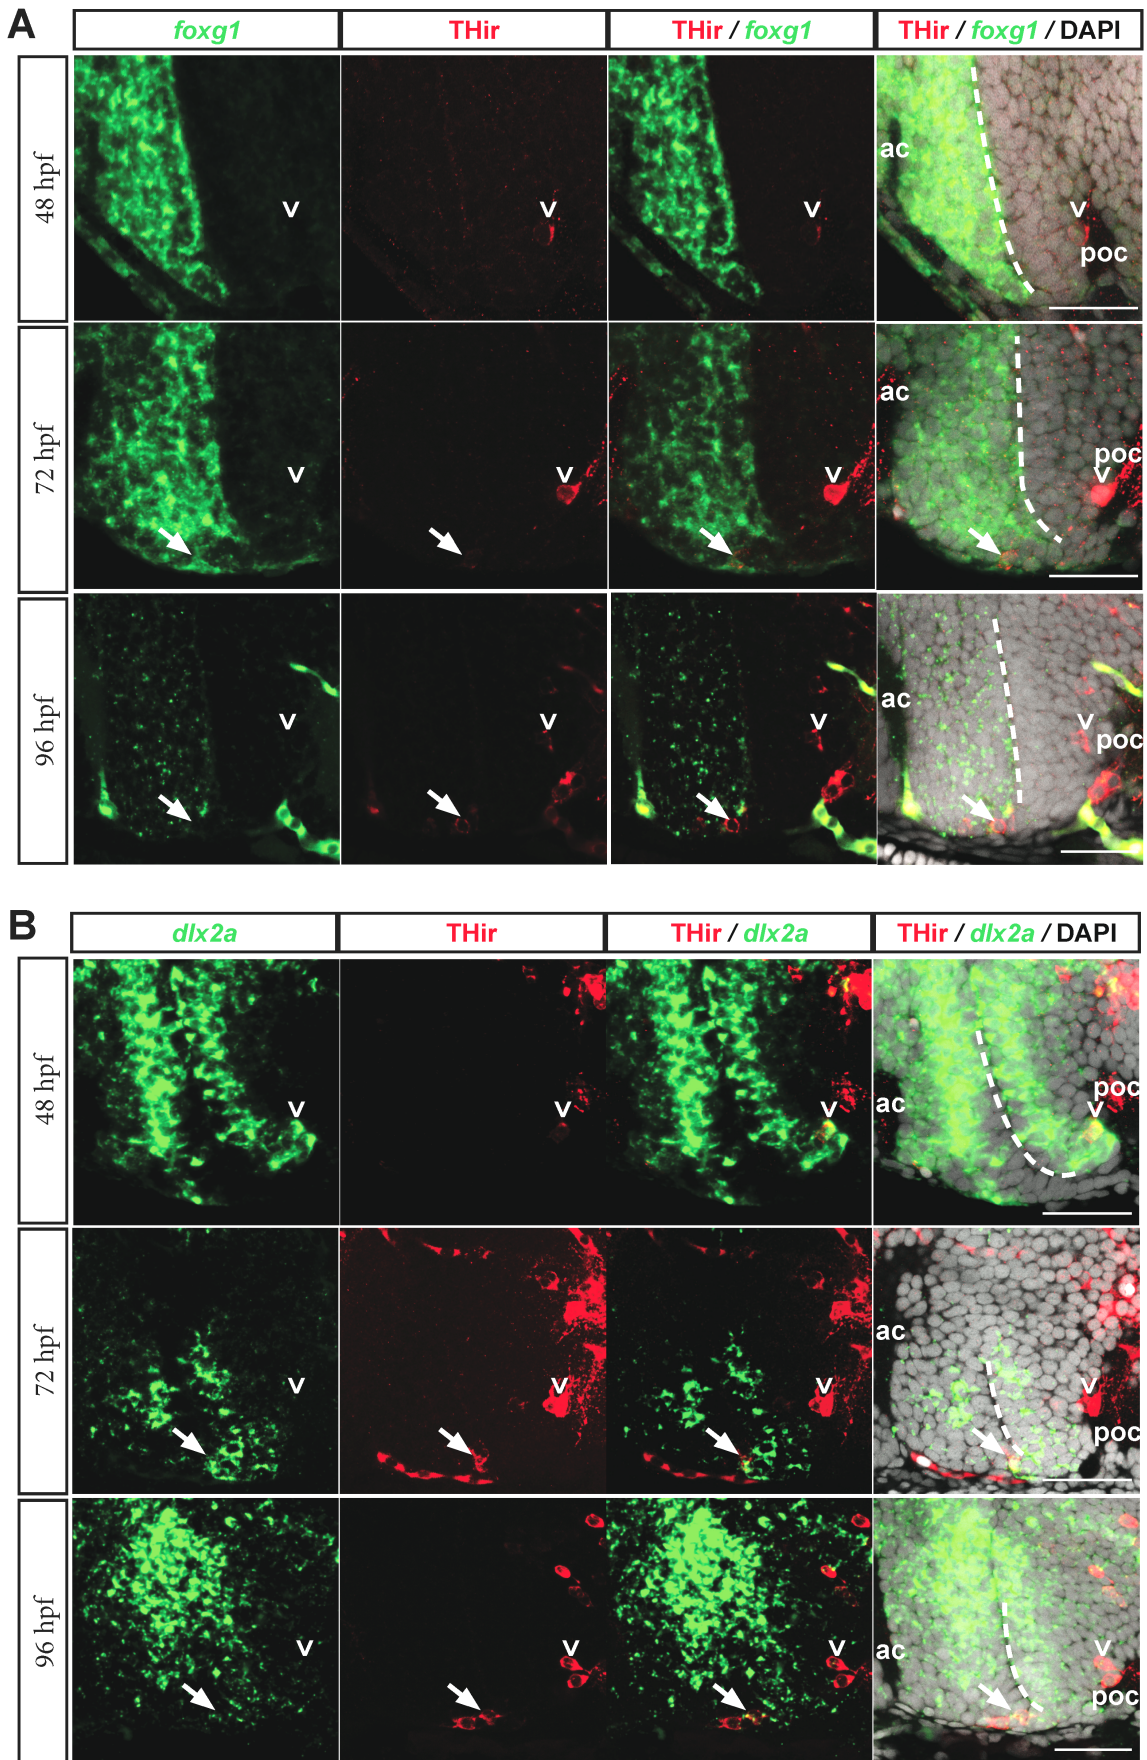 A
foxg1 THir THir / foxg1 THir / foxg1 / DAPI
48 hpf
ac
poc
72 hpf
ac
poc
96 hpf
ac
poc
B
dlx2a THir THir / dlx2a THir / dlx2a / DAPI
48 hpf
poc
ac
72 hpf
ac
poc
96 hpf
ac
poc